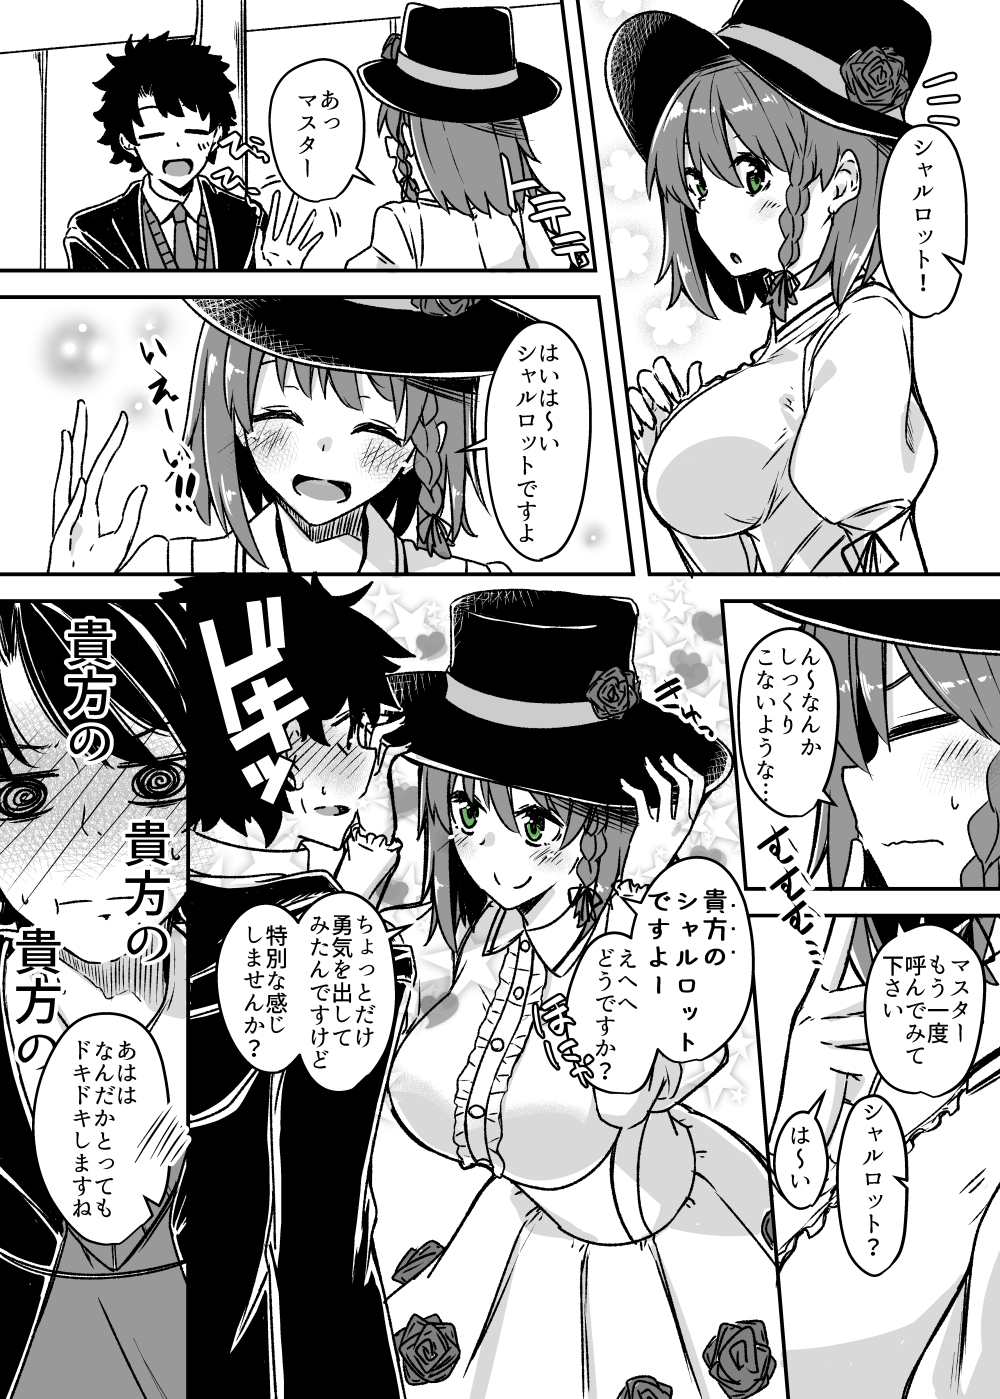 シャルロット!
あっ
マスター
テテテ
はいは～い
シャルロットですよ
いえーい!!
ん～なんか
しっくり
こないような…
マスター
もう一度
呼んでみて
下さい
シャルロット?
は～い
貴方の
シャルロット
ですよー
えへへ
どうですか?
ちょっとだけ
勇気を出して
みたんですけど
特別な感じ
しませんか?
ドキッ
貴方の
貴方の
貴方の
あはは
なんだかとっても
ドキドキしますね